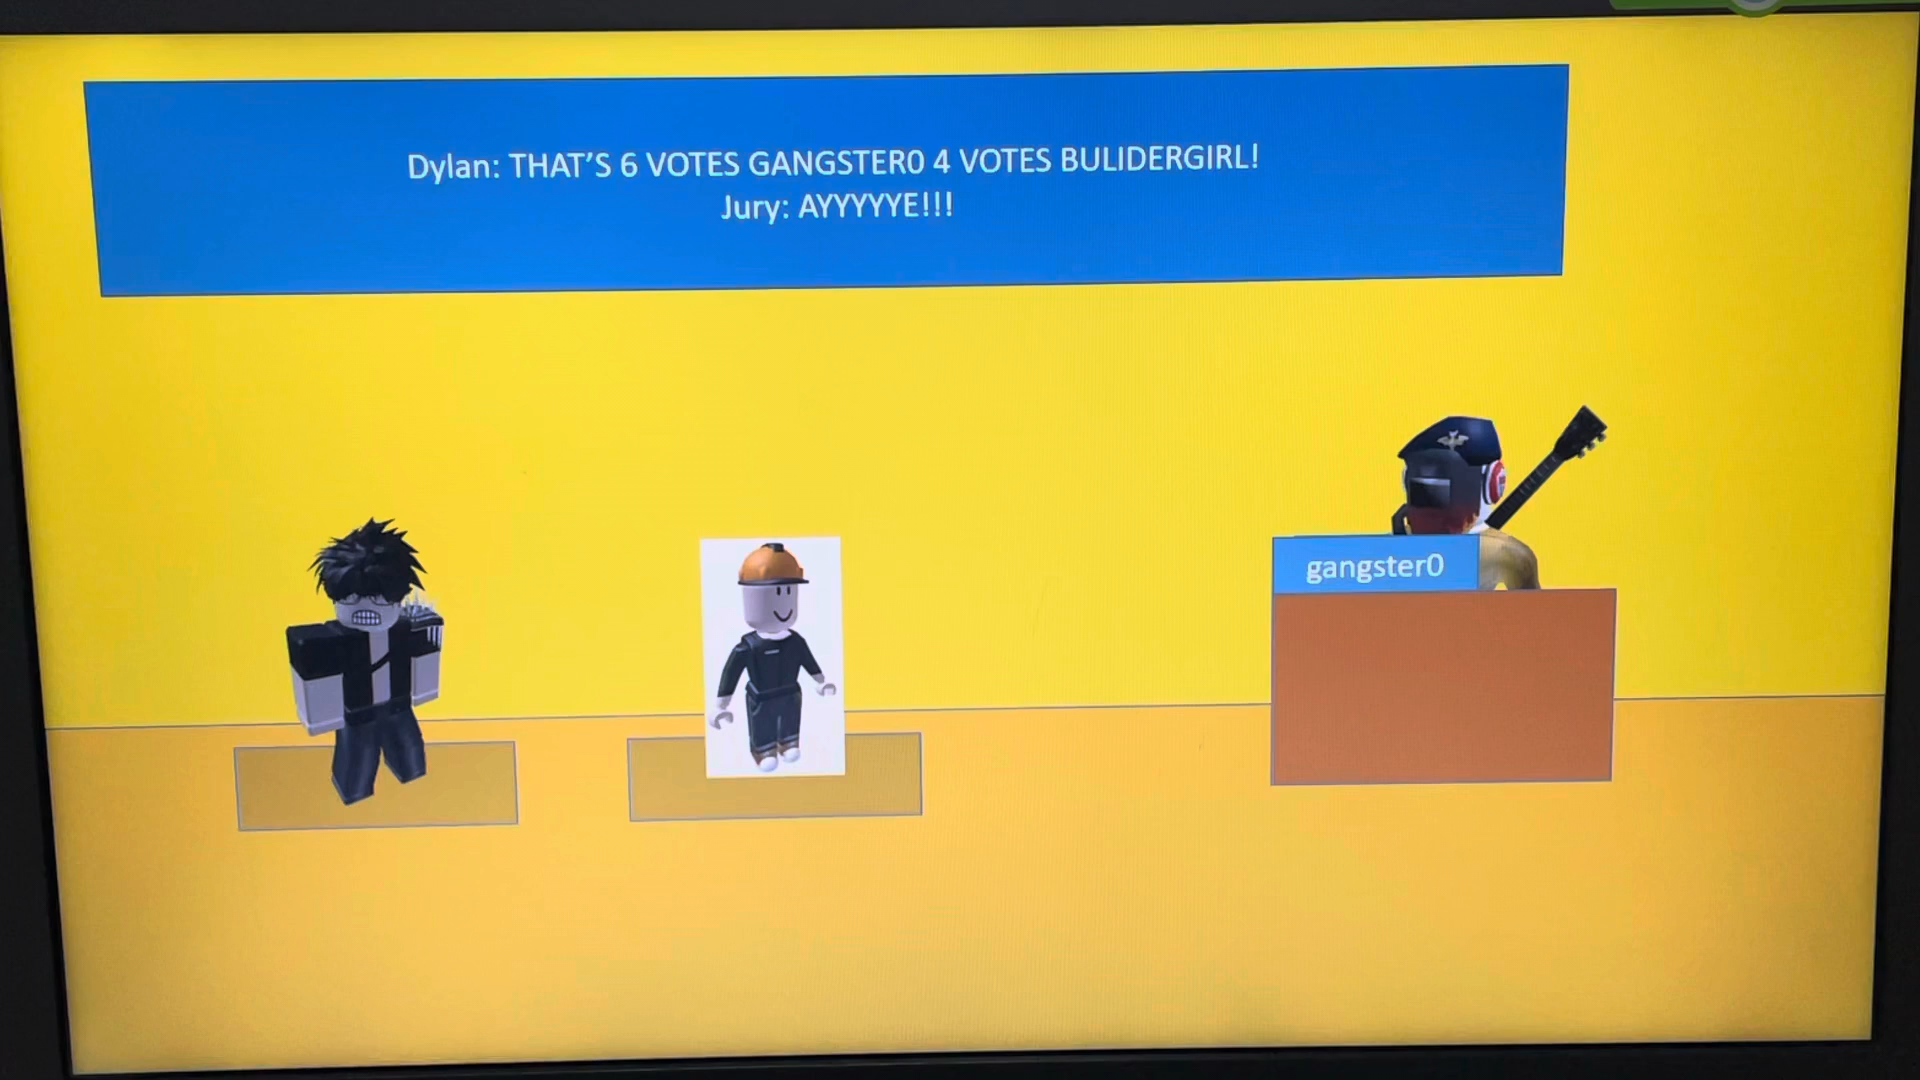 Dylan: THAT'S 6 VOTES GANGSTER0 4 VOTES BULIDERGIRL!
Jury: AYYYYYE!!!
gangster0